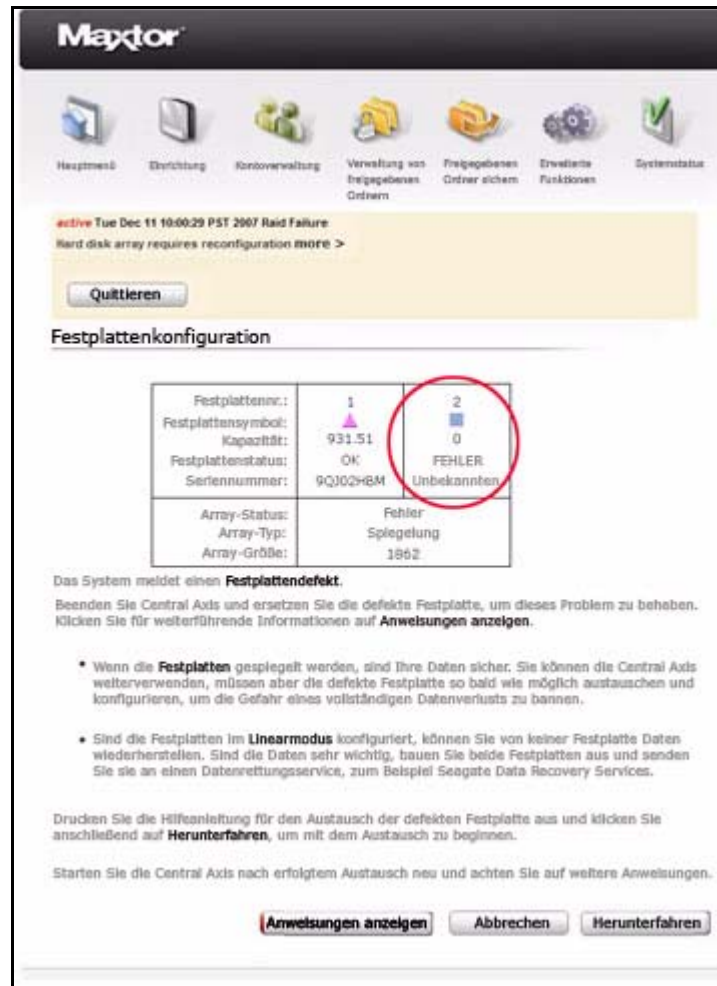 Maxtor
Hauptmenü
Einrichtung
Kontoverwaltung
Verwaltung von
freigegebenen
Ordnern
Freigegebenen
Ordner sichern
Erweiterte
Funktionen
Systemstatus
active Tue Dec 11 10:00:29 PST 2007 Raid Failure
Hard disk array requires reconfiguration more >
Quittieren
Festplattenkonfiguration
Festplattennr.: 1 2
Festplattensymbol:
Kapazität: 931.51 0
Festplattenstatus: OK FEHLER
Seriennummer: 9QJ02HBM Unbekannten
Array-Status: Fehler
Array-Typ: Spiegelung
Array-Größe: 1862
Das System meldet einen Festplattendefekt.
Beenden Sie Central Axis und ersetzen Sie die defekte Festplatte, um dieses Problem zu beheben.
Klicken Sie für weiterführende Informationen auf Anweisungen anzeigen.
• Wenn die Festplatten gespiegelt werden, sind Ihre Daten sicher. Sie können die Central Axis
weiterverwenden, müssen aber die defekte Festplatte so bald wie möglich austauschen und
konfigurieren, um die Gefahr eines vollständigen Datenverlusts zu bannen.
• Sind die Festplatten im Linearmodus konfiguriert, können Sie von keiner Festplatte Daten
wiederherstellen. Sind die Daten sehr wichtig, bauen Sie beide Festplatten aus und senden
Sie sie an einen Datenrettungsservice, zum Beispiel Seagate Data Recovery Services.
Drucken Sie die Hilfeanleitung für den Austausch der defekten Festplatte aus und klicken Sie
anschließend auf Herunterfahren, um mit dem Austausch zu beginnen.
Starten Sie die Central Axis nach erfolgtem Austausch neu und achten Sie auf weitere Anweisungen.
Anweisungen anzeigen
Abbrechen
Herunterfahren